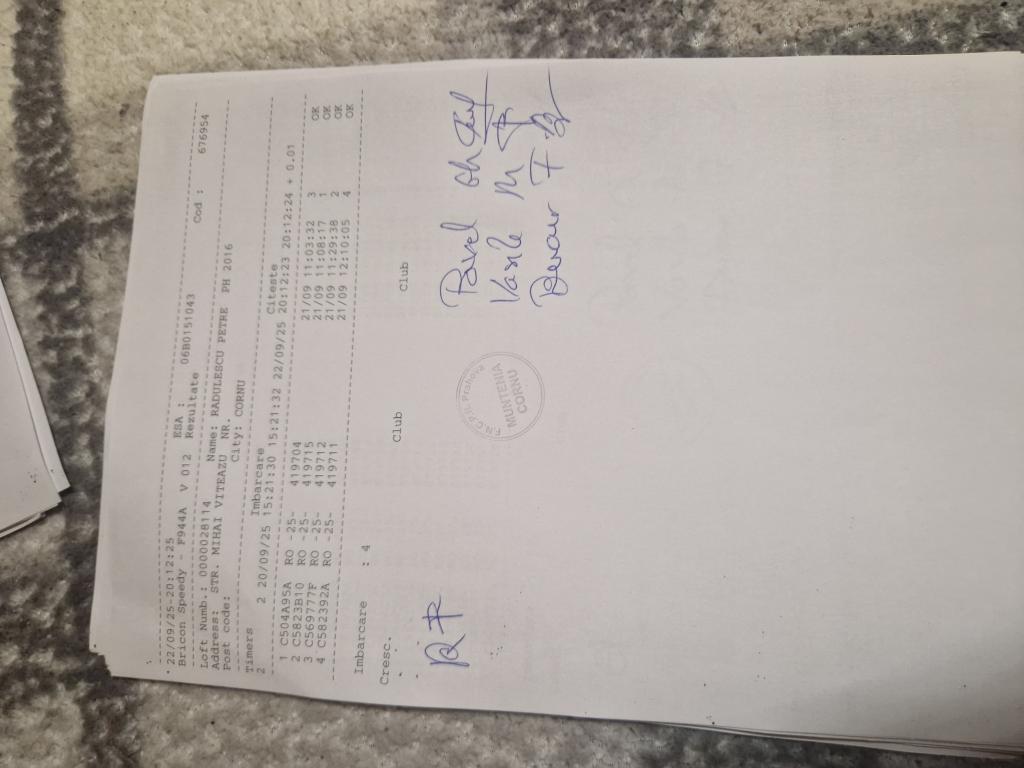 22/09/25-20:12:25 ESA : 06B0151043
Bricon Speedy - F944A V 012 Rezultate Cod : 676954
Loft Numb.: 0000028114 Name: RADULESCU PETRE PH 2016
Address: STR. MIHAI VITEAZU NR.
Post code: City: CORNU
Timers Imbarcare Citeste
2 2 20/09/25 15:21:30 15:21:32 22/09/25 20:12:23 20:12:24 + 0.01
1 C504A95A RO -25- 419704 21/09 11:03:32 3 OK
2 C5823B10 RO -25- 419715 21/09 11:08:17 1 OK
3 C569777F RO -25- 419712 21/09 11:29:38 2 OK
4 C582392A RO -25- 419711 21/09 12:10:05 4 OK
Imbarcare : 4
Cresc. Club Club
Pavel Gh
Vasile M
F.N.C.P.R. Prahova
MUNTENIA
CORNU